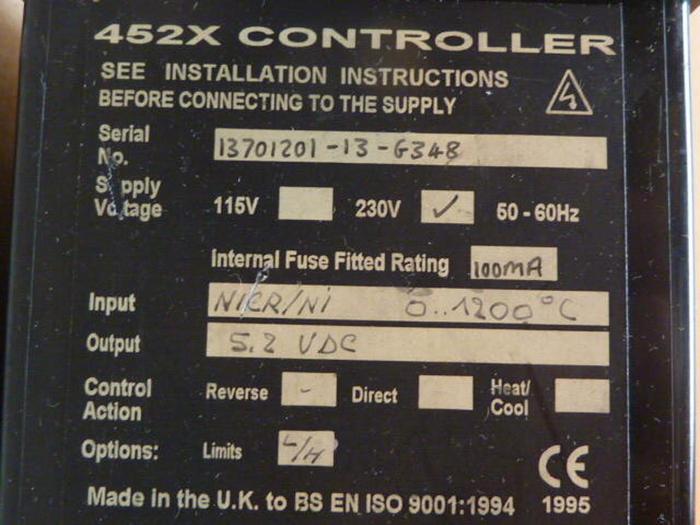 452X CONTROLLER
SEE INSTALLATION INSTRUCTIONS
BEFORE CONNECTING TO THE SUPPLY
Serial No. 13701201-13-G348
Supply Voltage 115V 230V ✓ 50-60Hz
Internal Fuse Fitted Rating 100MA
Input NICR/NI 0..1200°C
Output 5.2 VDC
Control Action Reverse - Direct Heat/Cool
Options: Limits L/H
CE
Made in the U.K. to BS EN ISO 9001:1994 1995